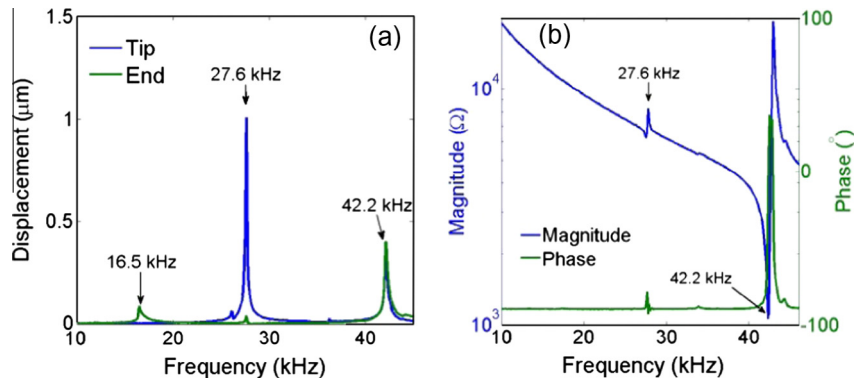 1.5
(a)
Tip
End
27.6 kHz
1
Displacement (μm)
0.5
42.2 kHz
16.5 kHz
0
10
20
30
40
Frequency (kHz)
(b)
100
27.6 kHz
10⁴
Magnitude (Ω)
0
Phase (°)
Magnitude
Phase
42.2 kHz
10³
-100
10
20
30
40
Frequency (kHz)